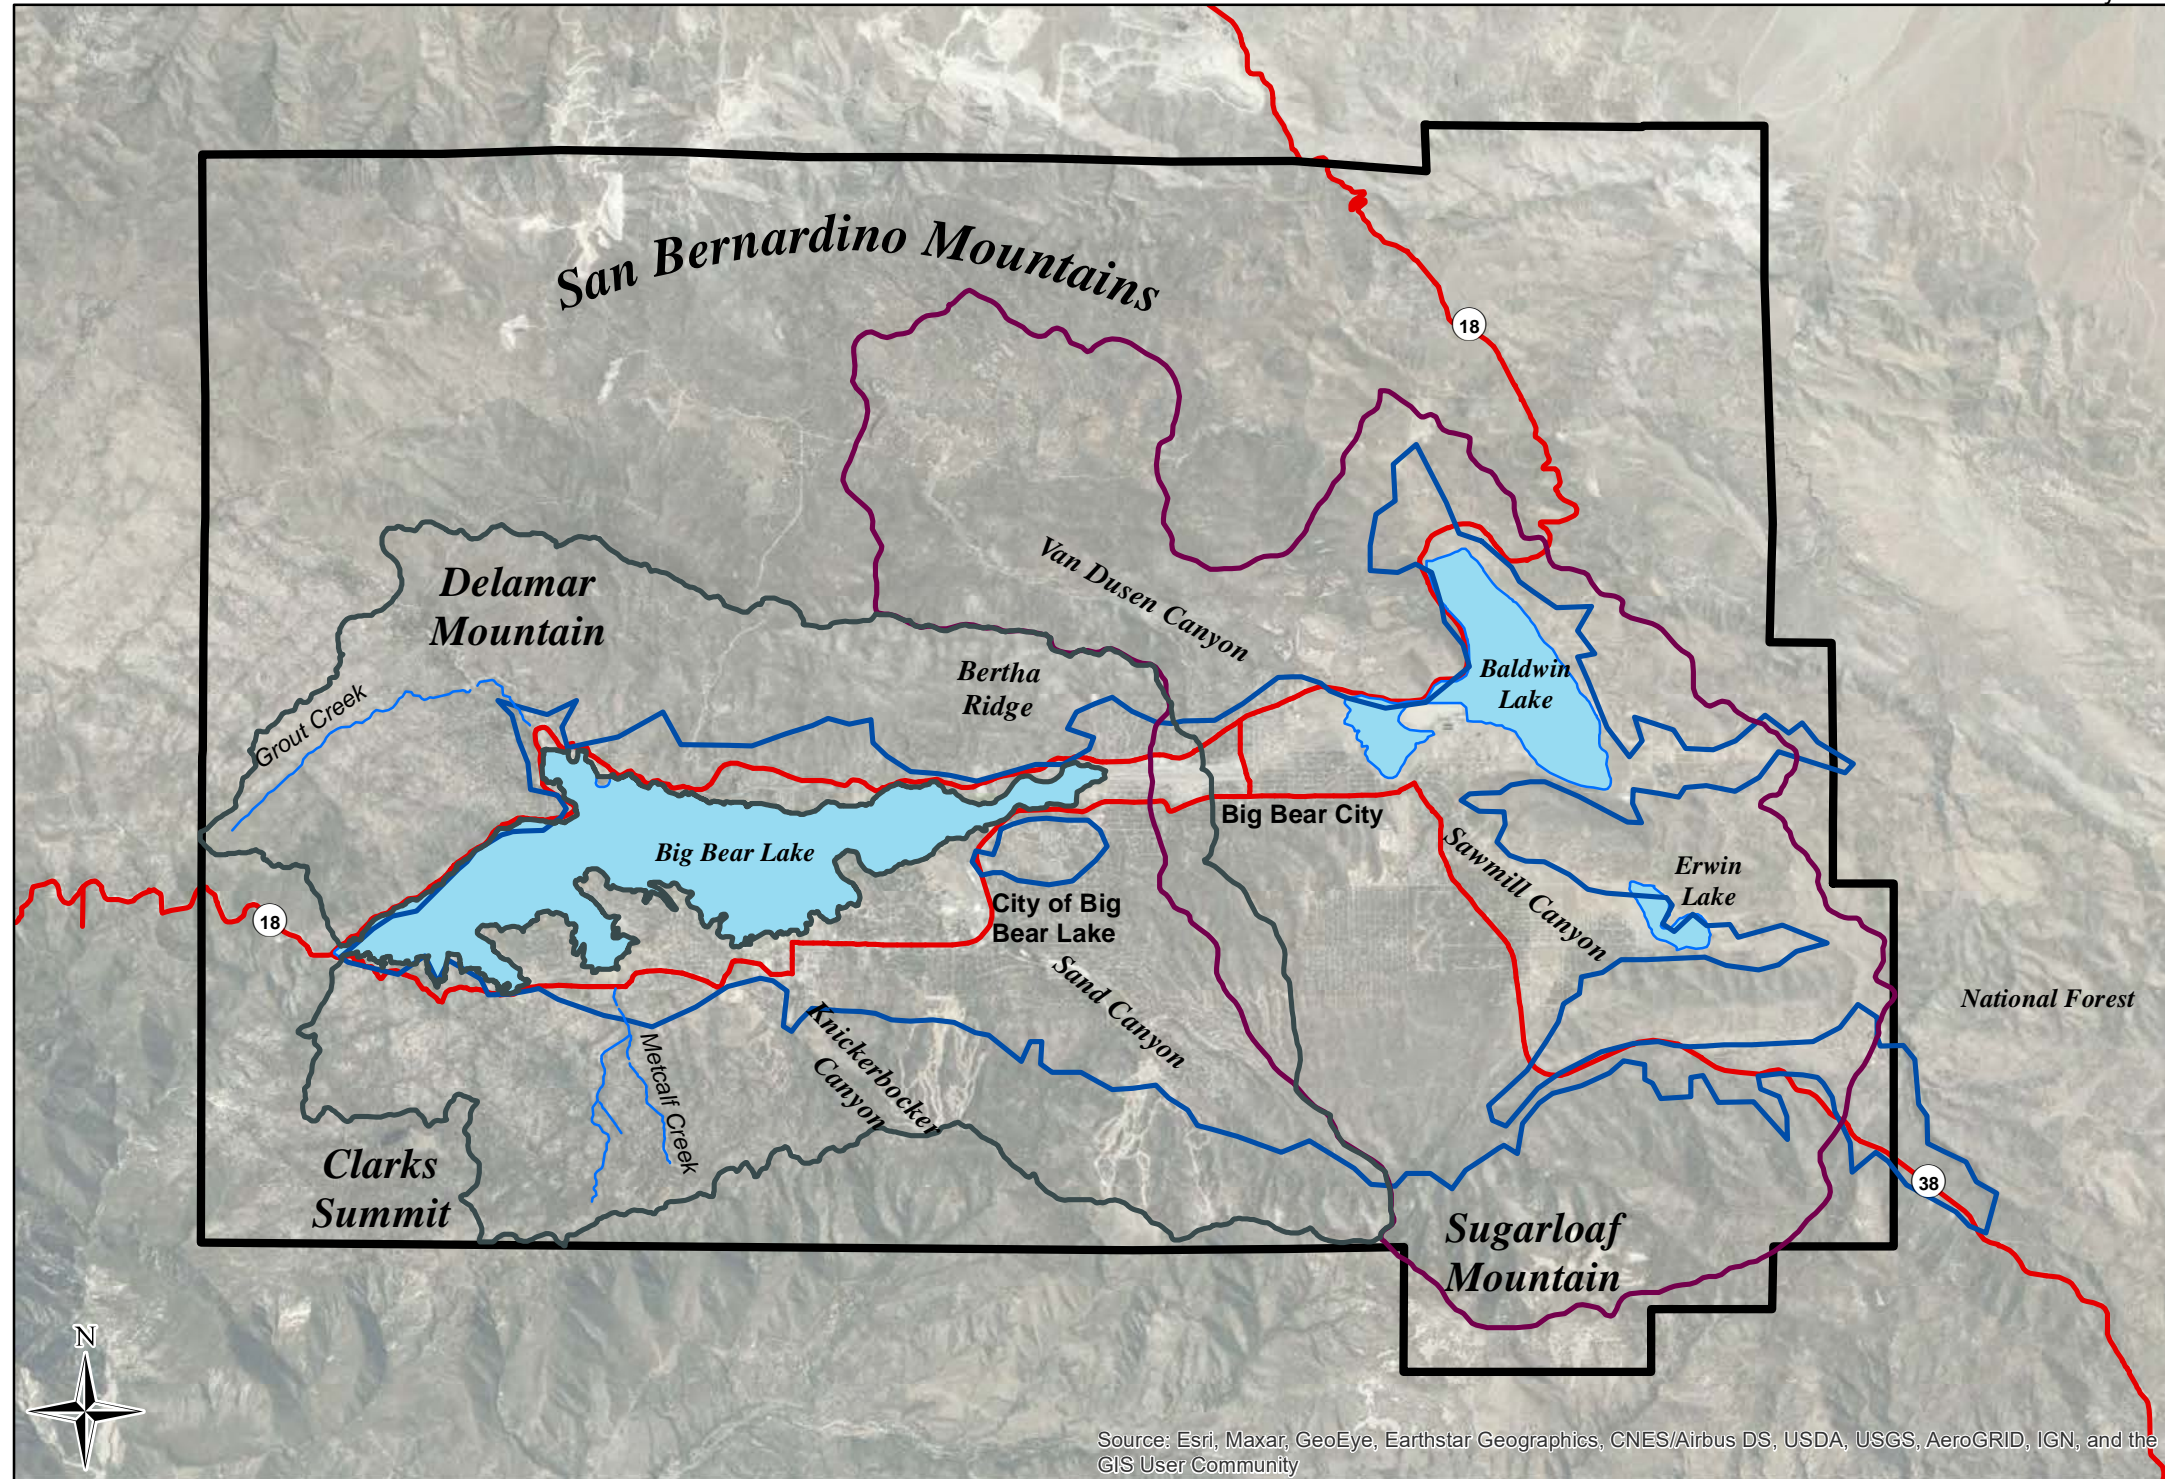 San Bernardino Mountains
18
Van Dusen Canyon
Delamar
Mountain
Bertha
Ridge
Baldwin
Lake
Grout Creek
Big Bear City
Big Bear Lake
Sawmill Canyon
Erwin
Lake
18
City of Big
Bear Lake
Sand Canyon
National Forest
Knickerbocker
Canyon
Metcalf Creek
Clarks
Summit
38
Sugarloaf
Mountain
N
Source: Esri, Maxar, GeoEye, Earthstar Geographics, CNES/Airbus DS, USDA, USGS, AeroGRID, IGN, and the
GIS User Community